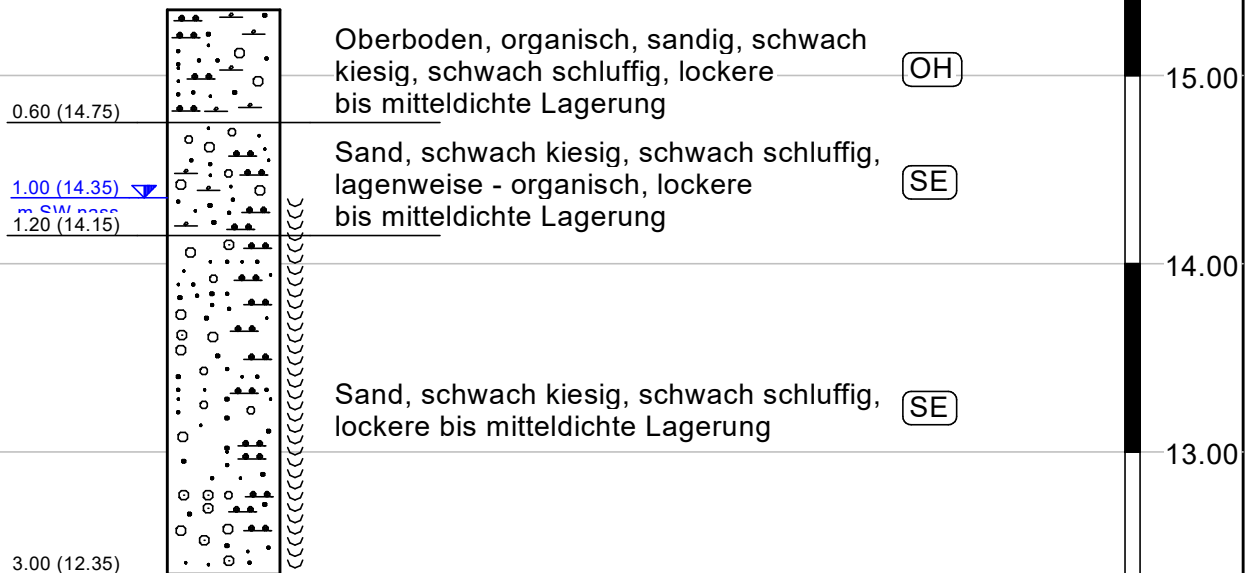 Oberboden, organisch, sandig, schwach
kiesig, schwach schluffig, lockere
bis mitteldichte Lagerung
OH
15.00
0.60 (14.75)
Sand, schwach kiesig, schwach schluffig,
lagenweise - organisch, lockere
bis mitteldichte Lagerung
SE
1.00 (14.35)
m SW nass
1.20 (14.15)
14.00
Sand, schwach kiesig, schwach schluffig,
lockere bis mitteldichte Lagerung
SE
13.00
3.00 (12.35)